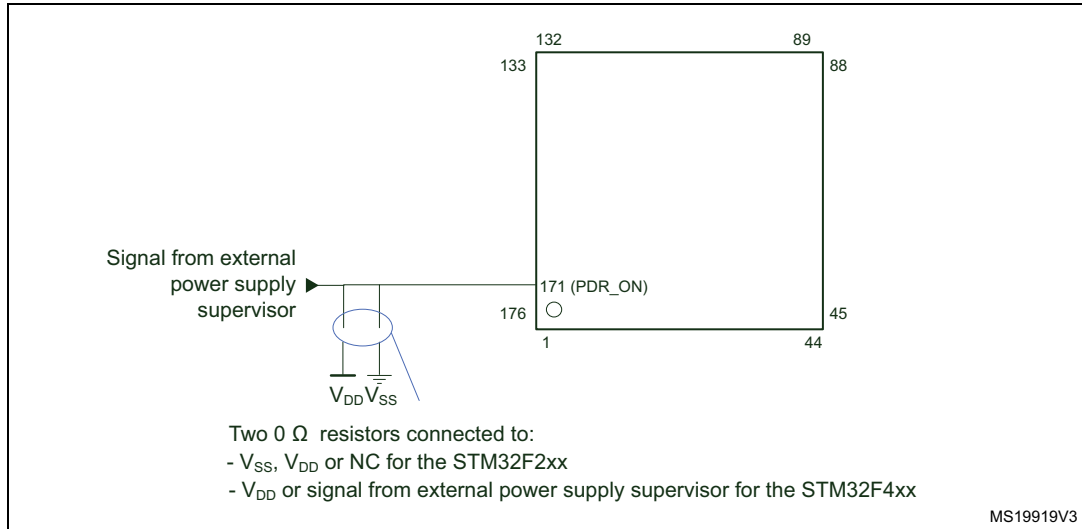 132
89
133
88
Signal from external
power supply
supervisor
171 (PDR_ON)
176
45
1
44
VDD VSS
Two 0 Ω resistors connected to:
- VSS, VDD or NC for the STM32F2xx
- VDD or signal from external power supply supervisor for the STM32F4xx
MS19919V3